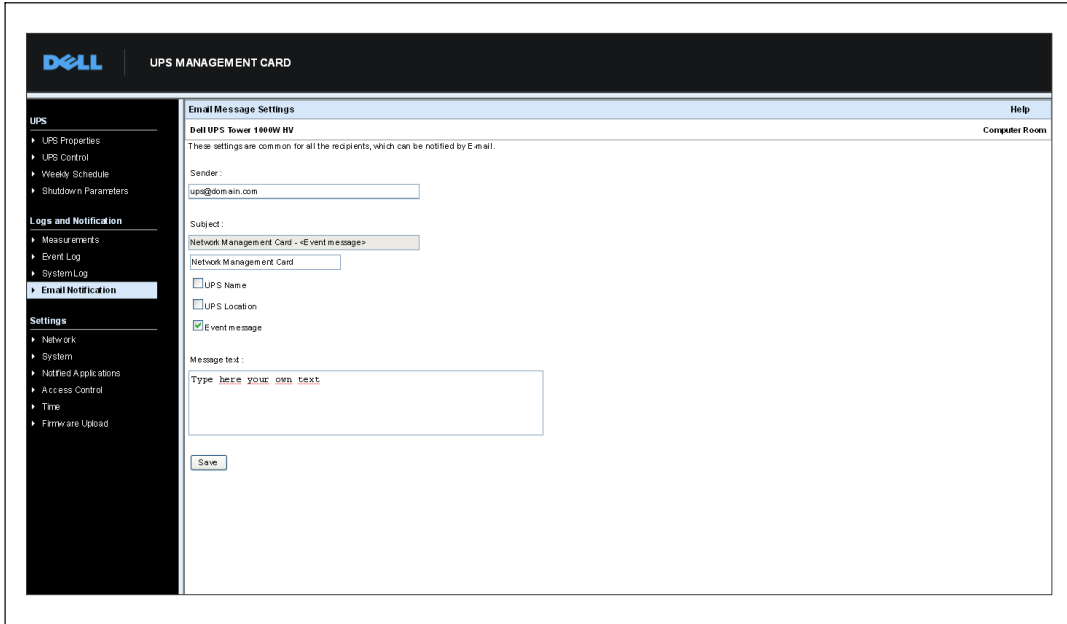 DELL
UPS MANAGEMENT CARD
UPS
UPS Properties
UPS Control
Weekly Schedule
Shutdown Parameters
Logs and Notification
Measurements
Event Log
System Log
Email Notification
Settings
Network
System
Notified Applications
Access Control
Time
Firmware Upload
Email Message Settings Help
Dell UPS Tower 1000W HV Computer Room
These settings are common for all the recipients, which can be notified by E-mail.
Sender :
ups@domain.com
Subject :
Network Management Card - <Event message>
Network Management Card
UPS Name
UPS Location
Event message
Message text :
Type here your own text
Save